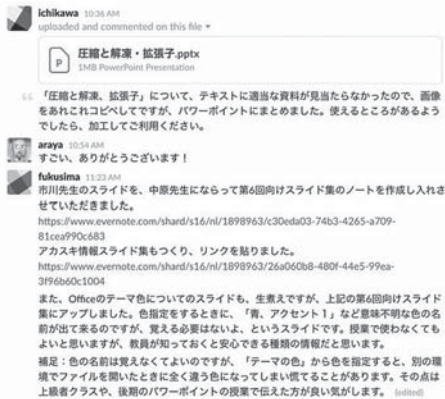 ichikawa 10:36 AM
uploaded and commented on this file
圧縮と解凍・拡張子.pptx
P
1MB PowerPoint Presentation
「圧縮と解凍、拡張子」について、テキストに適当な資料が見当たらなかったので、画像
をあれこれコピペしてですが、パワーポイントにまとめました。使えるところがあるよう
でしたら、加工してご利用ください。
araya 10:54 AM
すごい、ありがとうございます！
fukusima 11:23 AM
市川先生のスライドを、中原先生にならって第6回向けスライド集のノートを作成し入れさ
せていただきました。
https://www.evernote.com/shard/s16/nl/1898963/c30eda03-74b3-4265-a709-
81cea990c683
アカスキ情報スライド集もつくり、リンクを貼りました。
https://www.evernote.com/shard/s16/nl/1898963/26a060b8-480f-44e5-99ea-
3f96b60c1004
また、Officeのテーマ色についてのスライドも、生煮えですが、上記の第6回向けスライド
集にアップしました。色指定をするときに、「青、アクセント1」など意味不明な色の名
前が出て来るのですが、覚える必要はないよ、というスライドです。授業で使わなくても
よいと思いますが、教員が知っておくと安心できる種類の情報だと思います。
補足：色の名前は覚えなくてよいのですが、「テーマの色」から色を指定すると、別の環
境でファイルを開いたときに全く違う色になってしまい慌てることがあります。その点は
上級者クラスや、後期のパワーポイントの授業で伝えた方が良い気がします。 (edited)